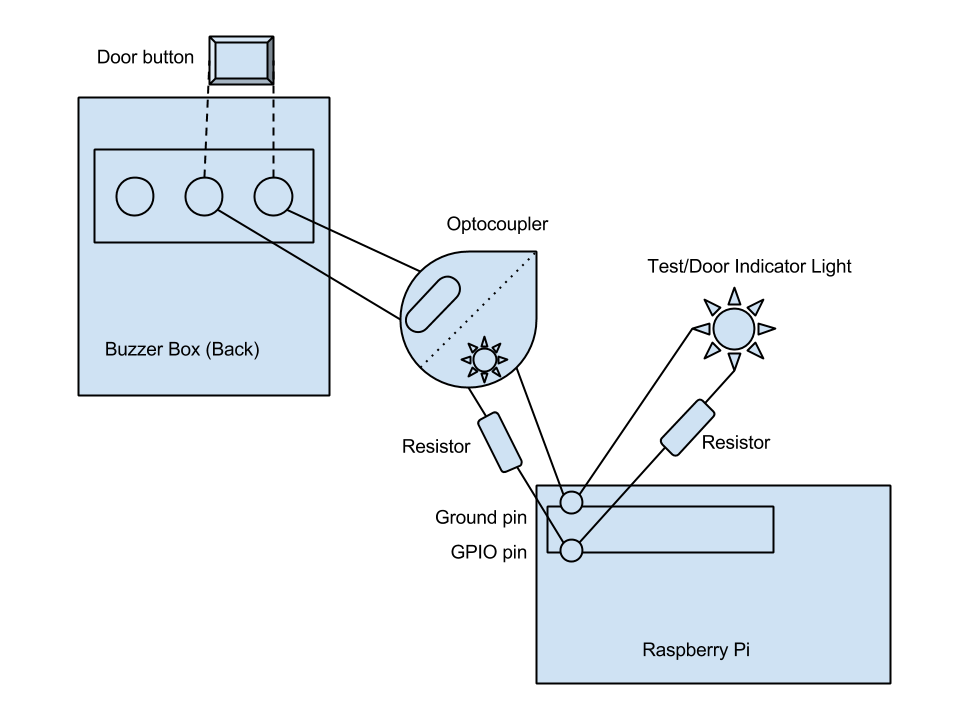 Door button
Optocoupler
Test/Door Indicator Light
Buzzer Box (Back)
Resistor
Resistor
Ground pin
GPIO pin
Raspberry Pi